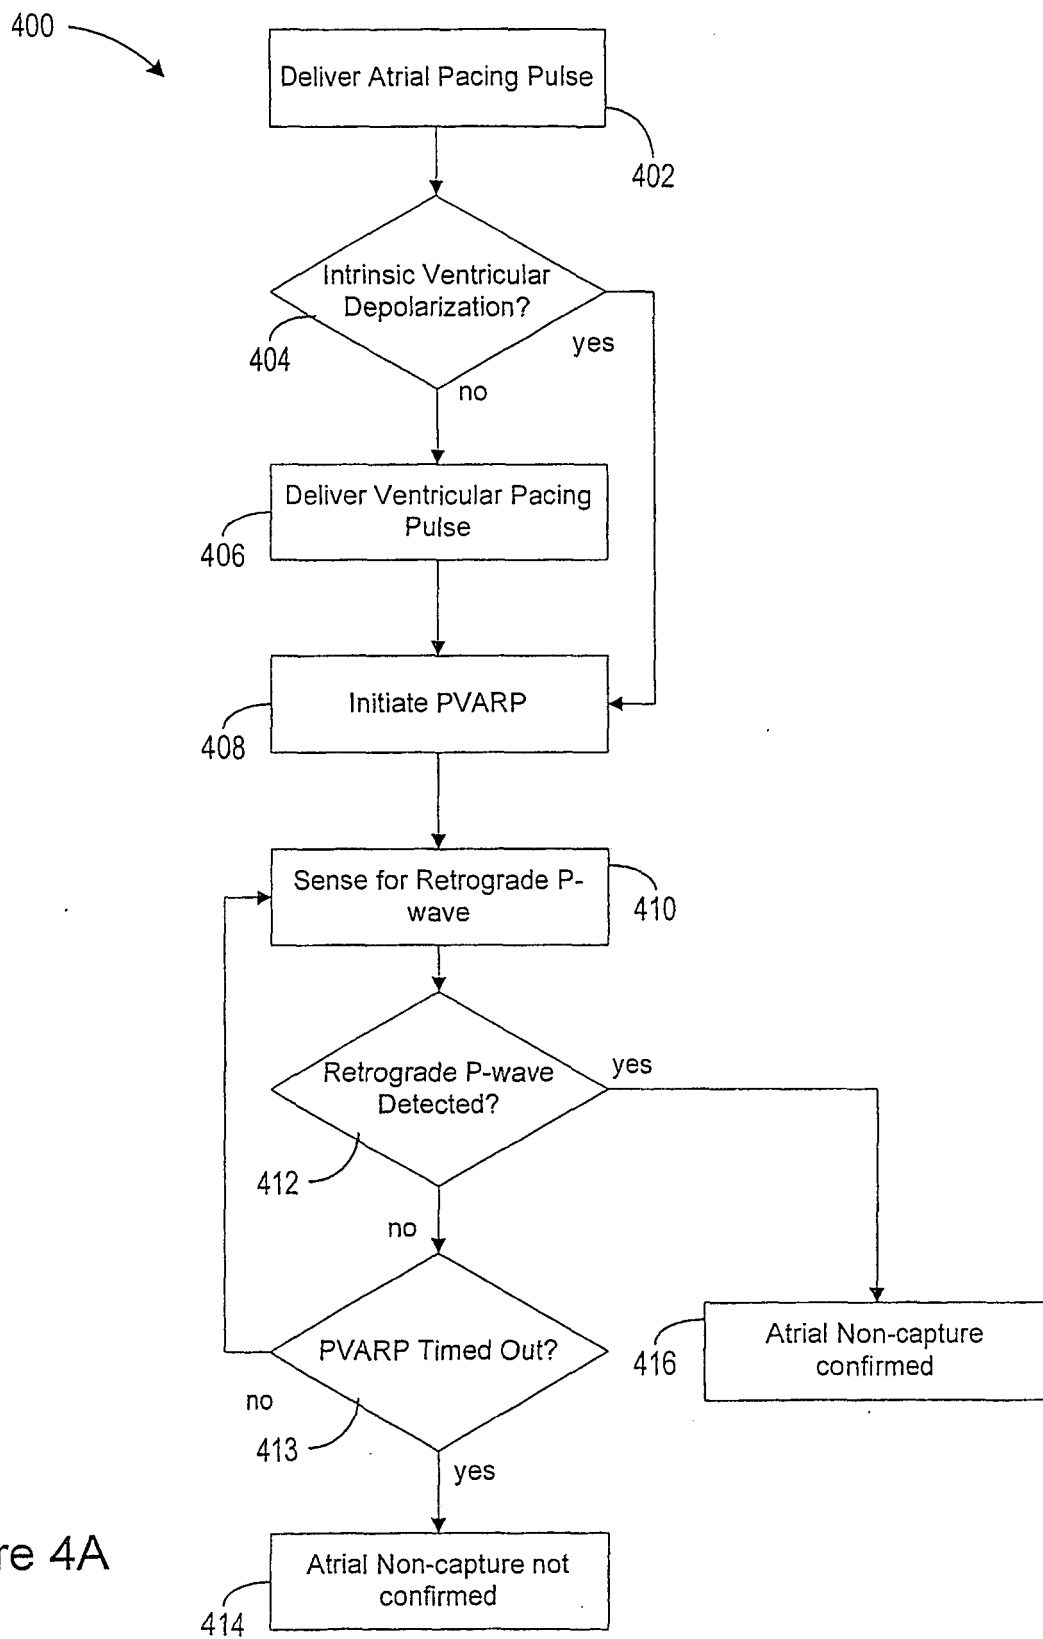 400
Deliver Atrial Pacing Pulse
402
Intrinsic Ventricular
Depolarization?
404
yes
no
Deliver Ventricular Pacing
Pulse
406
Initiate PVARP
408
Sense for Retrograde P-
wave
410
Retrograde P-wave
Detected?
yes
412
no
PVARP Timed Out?
no
413
yes
Atrial Non-capture
confirmed
416
Atrial Non-capture not
confirmed
414
re 4A